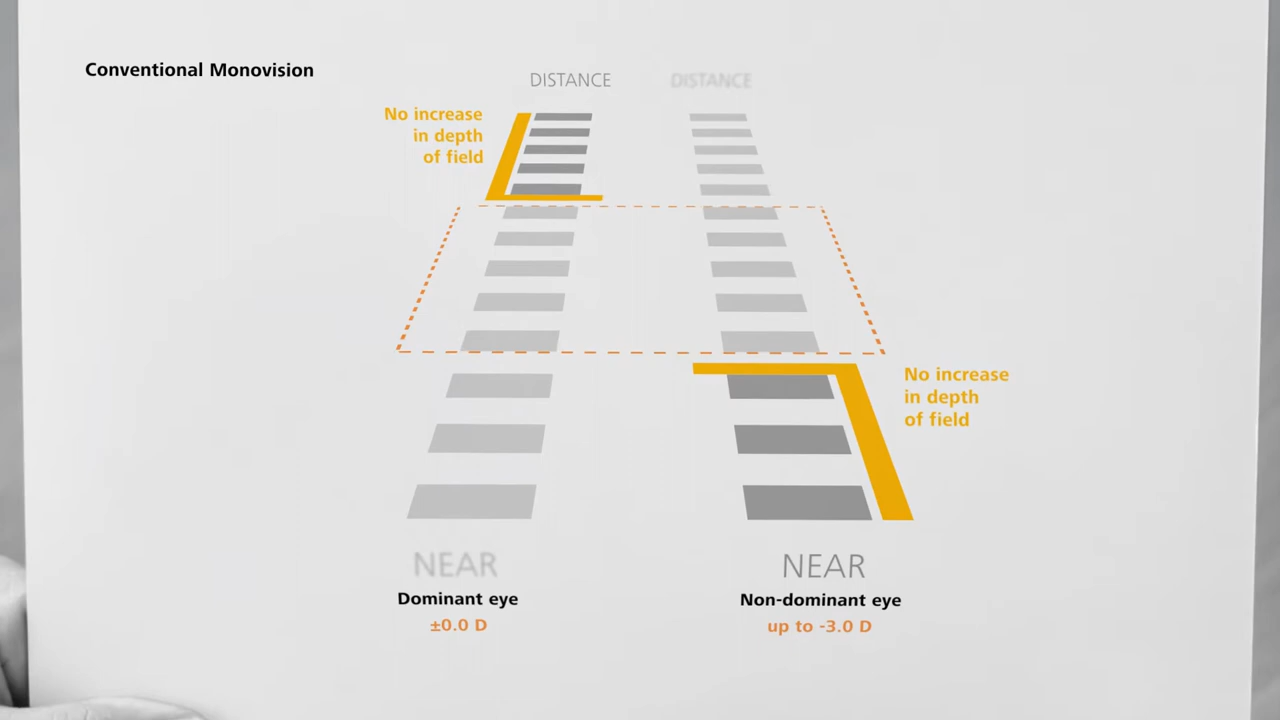 Conventional Monovision
DISTANCE
DISTANCE
No increase
in depth
of field
No increase
in depth
of field
NEAR
NEAR
Dominant eye
Non-dominant eye
±0.0 D
up to -3.0 D